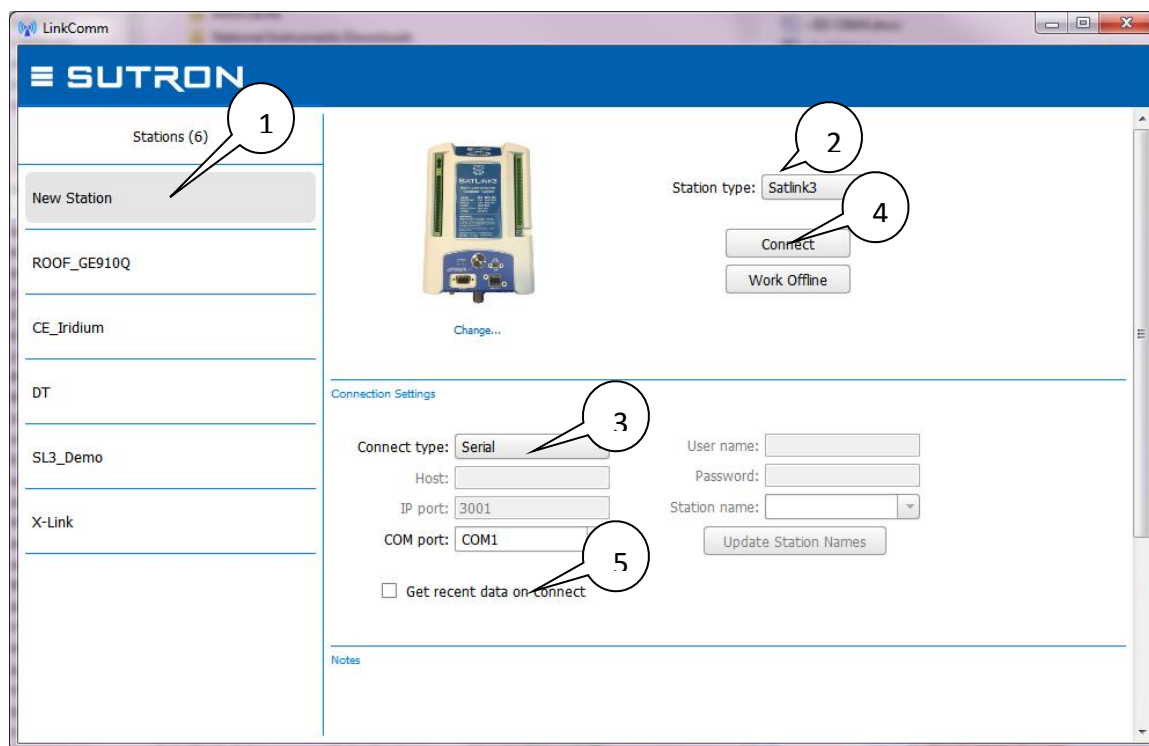 LinkComm
SUTRON
Stations (6)
1
New Station
ROOF_GE910Q
CE_Iridium
DT
SL3_Demo
X-Link
SATLINK3
Change...
2
Station type: Satlink3
4
Connect
Work Offline
Connection Settings
3
Connect type: Serial
Host:
IP port: 3001
COM port: COM1
5
Get recent data on connect
User name:
Password:
Station name:
Update Station Names
Notes